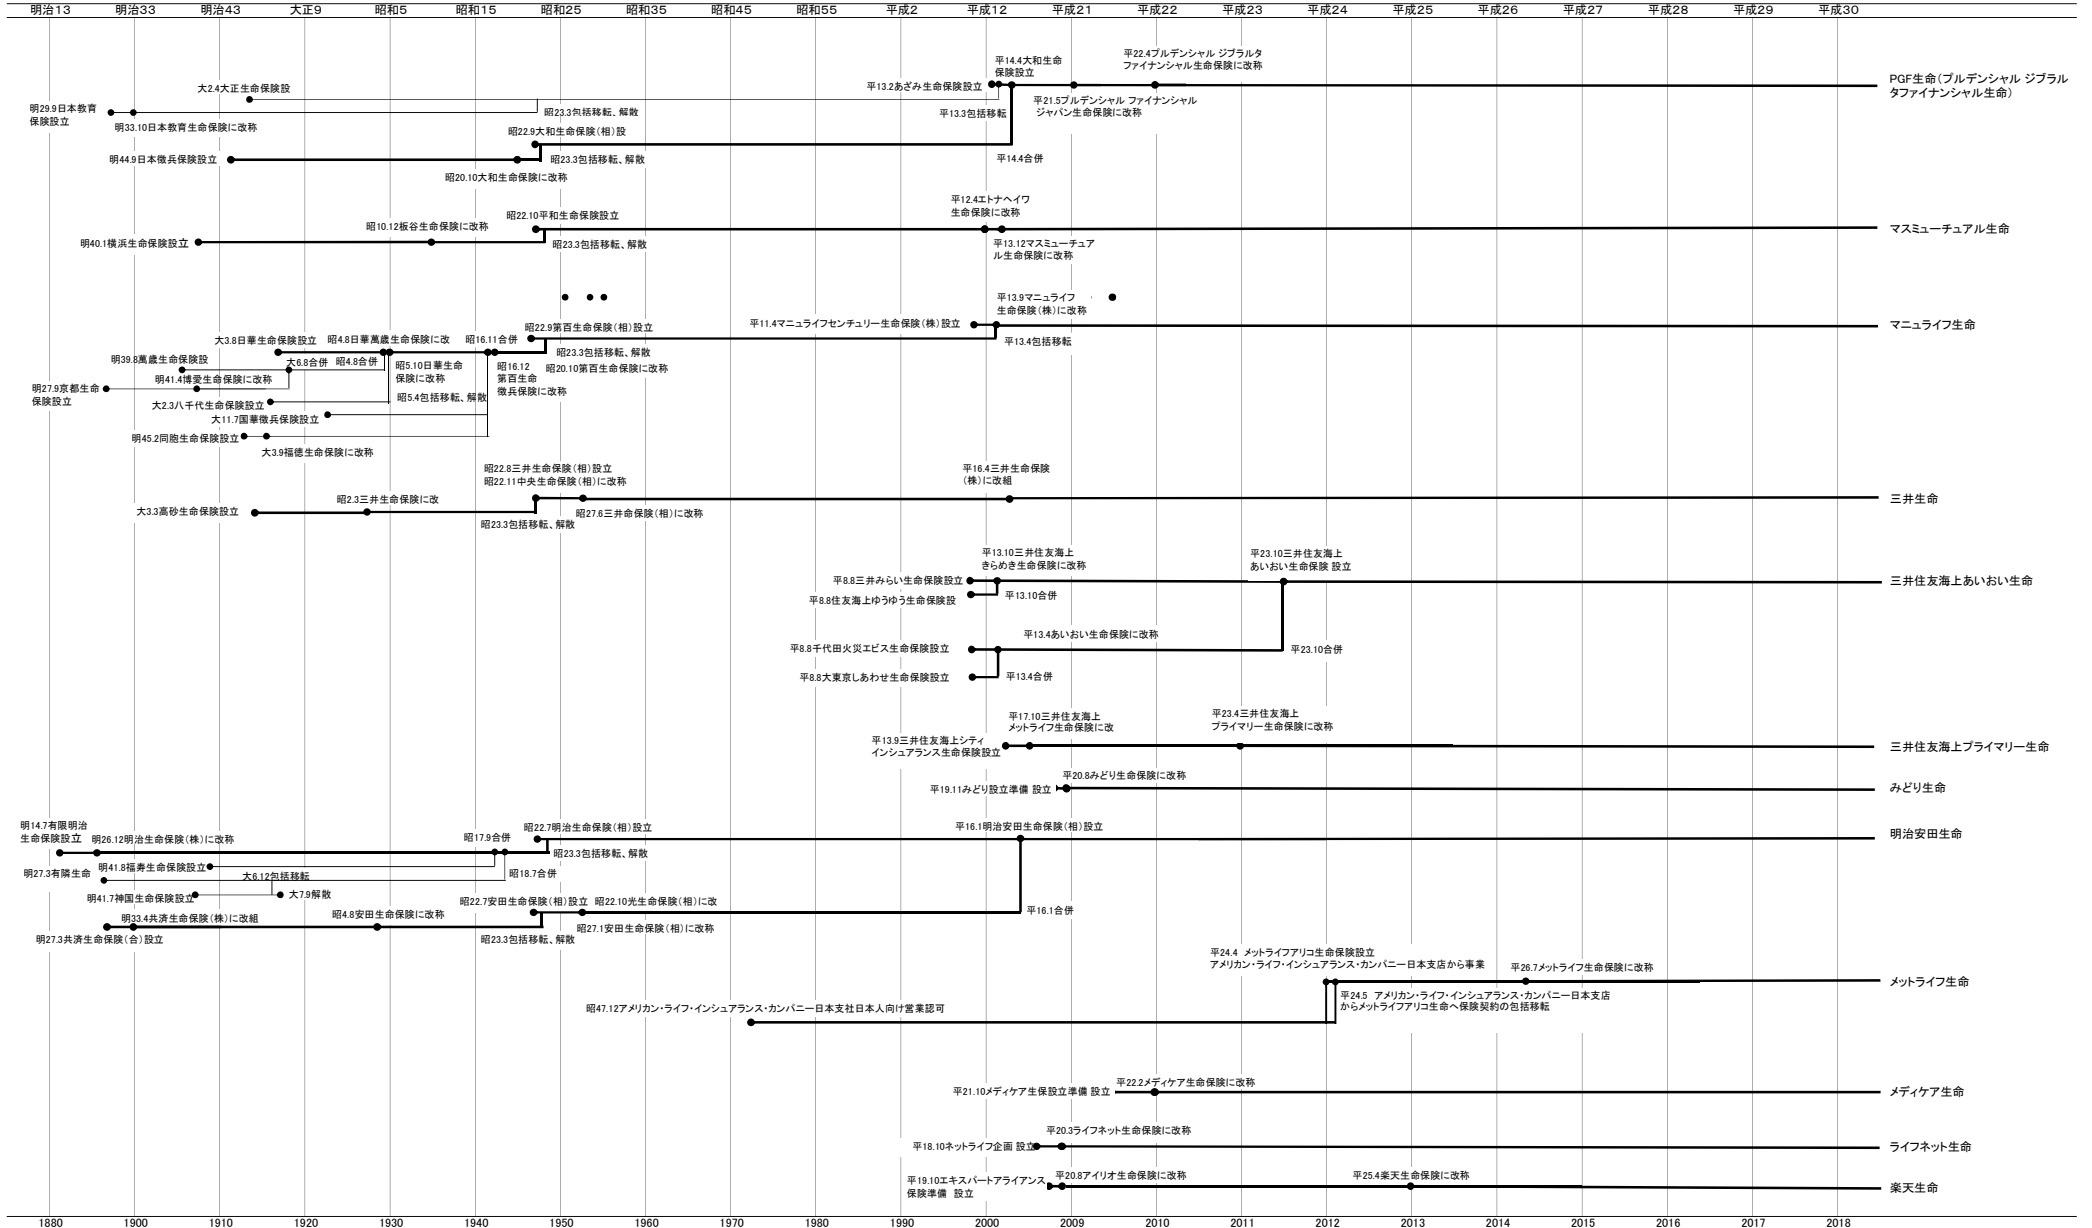 明治13 明治33 明治43 大正9 昭和5 昭和15 昭和25 昭和35 昭和45 昭和55 平成2 平成12 平成21 平成22 平成23 平成24 平成25 平成26 平成27 平成28 平成29 平成30
平22.4プルデンシャル ジブラルタ
ファイナンシャル生命保険に改称
平14.4大和生命
保険設立
平13.2あざみ生命保険設立
PGF生命（プルデンシャル ジブラル
タファイナンシャル生命）
大2.4大正生命保険設
明29.9日本教育
保険設立
明33.10日本教育生命保険に改称
昭23.3包括移転、解散
平13.3包括移転
平21.5プルデンシャル ファイナンシャル
ジャパン生命保険に改称
昭22.9大和生命保険（相）設
明44.9日本徴兵保険設立
昭23.3包括移転、解散
平14.4合併
昭20.10大和生命保険に改称
平12.4エトナヘイワ
生命保険に改称
昭22.10平和生命保険設立
昭10.12板谷生命保険に改称
マスミューチュアル生命
明40.1横浜生命保険設立
昭23.3包括移転、解散
平13.12マスミューチュア
ル生命保険に改称
平13.9マニュライフ
生命保険（株）に改称
平11.4マニュライフセンチュリー生命保険（株）設立
マニュライフ生命
昭22.9第百生命保険（相）設立
大3.8日華生命保険設立
昭4.8日華萬歳生命保険に改
昭16.11合併
平13.4包括移転
昭23.3包括移転、解散
明39.8萬歳生命保険設
大6.8合併
昭4.8合併
昭5.10日華生命
保険に改称
昭16.12
第百生命
徴兵保険に改称
昭20.10第百生命保険に改称
明41.4博愛生命保険に改称
明27.9京都生命
保険設立
昭5.4包括移転、解散
大2.3八千代生命保険設立
大11.7国華徴兵保険設立
明45.2同胞生命保険設立
大3.9福徳生命保険に改称
昭22.8三井生命保険（相）設立
昭22.11中央生命保険（相）に改称
平16.4三井生命保険
（株）に改組
昭2.3三井生命保険に改
三井生命
大3.3高砂生命保険設立
昭27.6三井命保険（相）に改称
昭23.3包括移転、解散
平13.10三井住友海上
きらめき生命保険に改称
平23.10三井住友海上
あいおい生命保険 設立
平8.8三井みらい生命保険設立
三井住友海上あいおい生命
平8.8住友海上ゆうゆう生命保険設
平13.10合併
平13.4あいおい生命保険に改称
平8.8千代田火災エビス生命保険設立
平23.10合併
平8.8大東京しあわせ生命保険設立
平13.4合併
平17.10三井住友海上
メットライフ生命保険に改
平23.4三井住友海上
プライマリー生命保険に改称
平13.9三井住友海上シティ
インシュアランス生命保険設立
三井住友海上プライマリー生命
平20.8みどり生命保険に改称
平19.11みどり設立準備 設立
みどり生命
明14.7有限明治
生命保険設立
明26.12明治生命保険（株）に改称
昭17.9合併
昭22.7明治生命保険（相）設立
平16.1明治安田生命保険（相）設立
明治安田生命
昭23.3包括移転、解散
明41.8福寿生命保険設立
明27.3有隣生命
大6.12包括移転
昭18.7合併
明41.7神国生命保険設立
大7.9解散
昭22.7安田生命保険（相）設立
昭22.10光生命保険（相）に改
明33.4共済生命保険（株）に改組
昭4.8安田生命保険に改称
平16.1合併
昭27.1安田生命保険（相）に改称
明27.3共済生命保険（合）設立
昭23.3包括移転、解散
平24.4 メットライフアリコ生命保険設立
アメリカン・ライフ・インシュアランス・カンパニー日本支店から事業
平26.7メットライフ生命保険に改称
メットライフ生命
平24.5 アメリカン・ライフ・インシュアランス・カンパニー日本支店
からメットライフアリコ生命へ保険契約の包括移転
昭47.12アメリカン・ライフ・インシュアランス・カンパニー日本支社日本人向け営業認可
平22.2メディケア生命保険に改称
平21.10メディケア生保設立準備 設立
メディケア生命
平20.3ライフネット生命保険に改称
平18.10ネットライフ企画 設立
ライフネット生命
平20.8アイリオ生命保険に改称
平25.4楽天生命保険に改称
平19.10エキスパートアライアンス
保険準備 設立
楽天生命
1880 1900 1910 1920 1930 1940 1950 1960 1970 1980 1990 2000 2009 2010 2011 2012 2013 2014 2015 2016 2017 2018